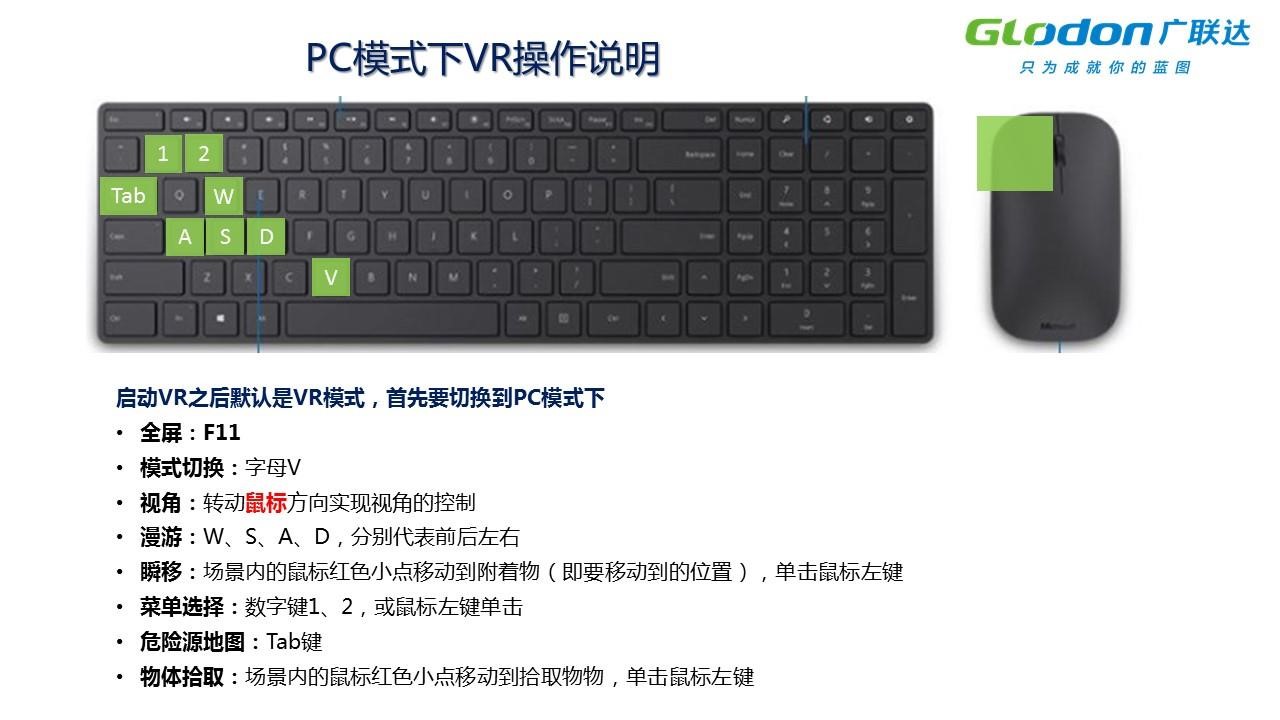 GLodon广联达
只为成就你的蓝图
PC模式下VR操作说明
1 2
Tab Q W E R T Y U I O P
A S D F G H J K L
Z X C V B N M
Microsoft
启动VR之后默认是VR模式，首先要切换到PC模式下
• 全屏：F11
• 模式切换：字母V
• 视角：转动鼠标方向实现视角的控制
• 漫游：W、S、A、D，分别代表前后左右
• 瞬移：场景内的鼠标红色小点移动到附着物（即要移动到的位置），单击鼠标左键
• 菜单选择：数字键1、2，或鼠标左键单击
• 危险源地图：Tab键
• 物体拾取：场景内的鼠标红色小点移动到拾取物物，单击鼠标左键